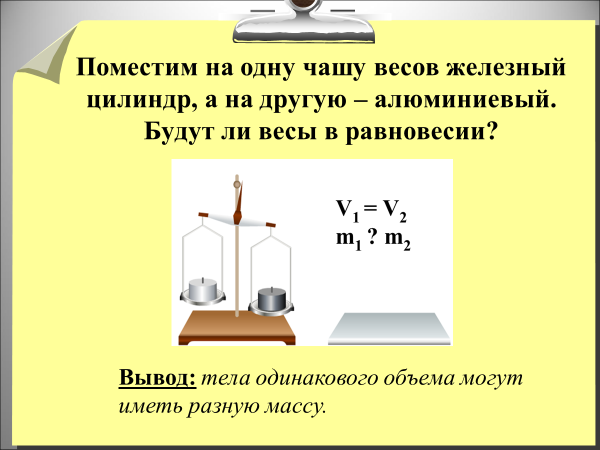 Поместим на одну чашу весов железный
цилиндр, а на другую – алюминиевый.
Будут ли весы в равновесии?
V₁ = V₂
m₁ ? m₂
Вывод: тела одинакового объема могут
иметь разную массу.